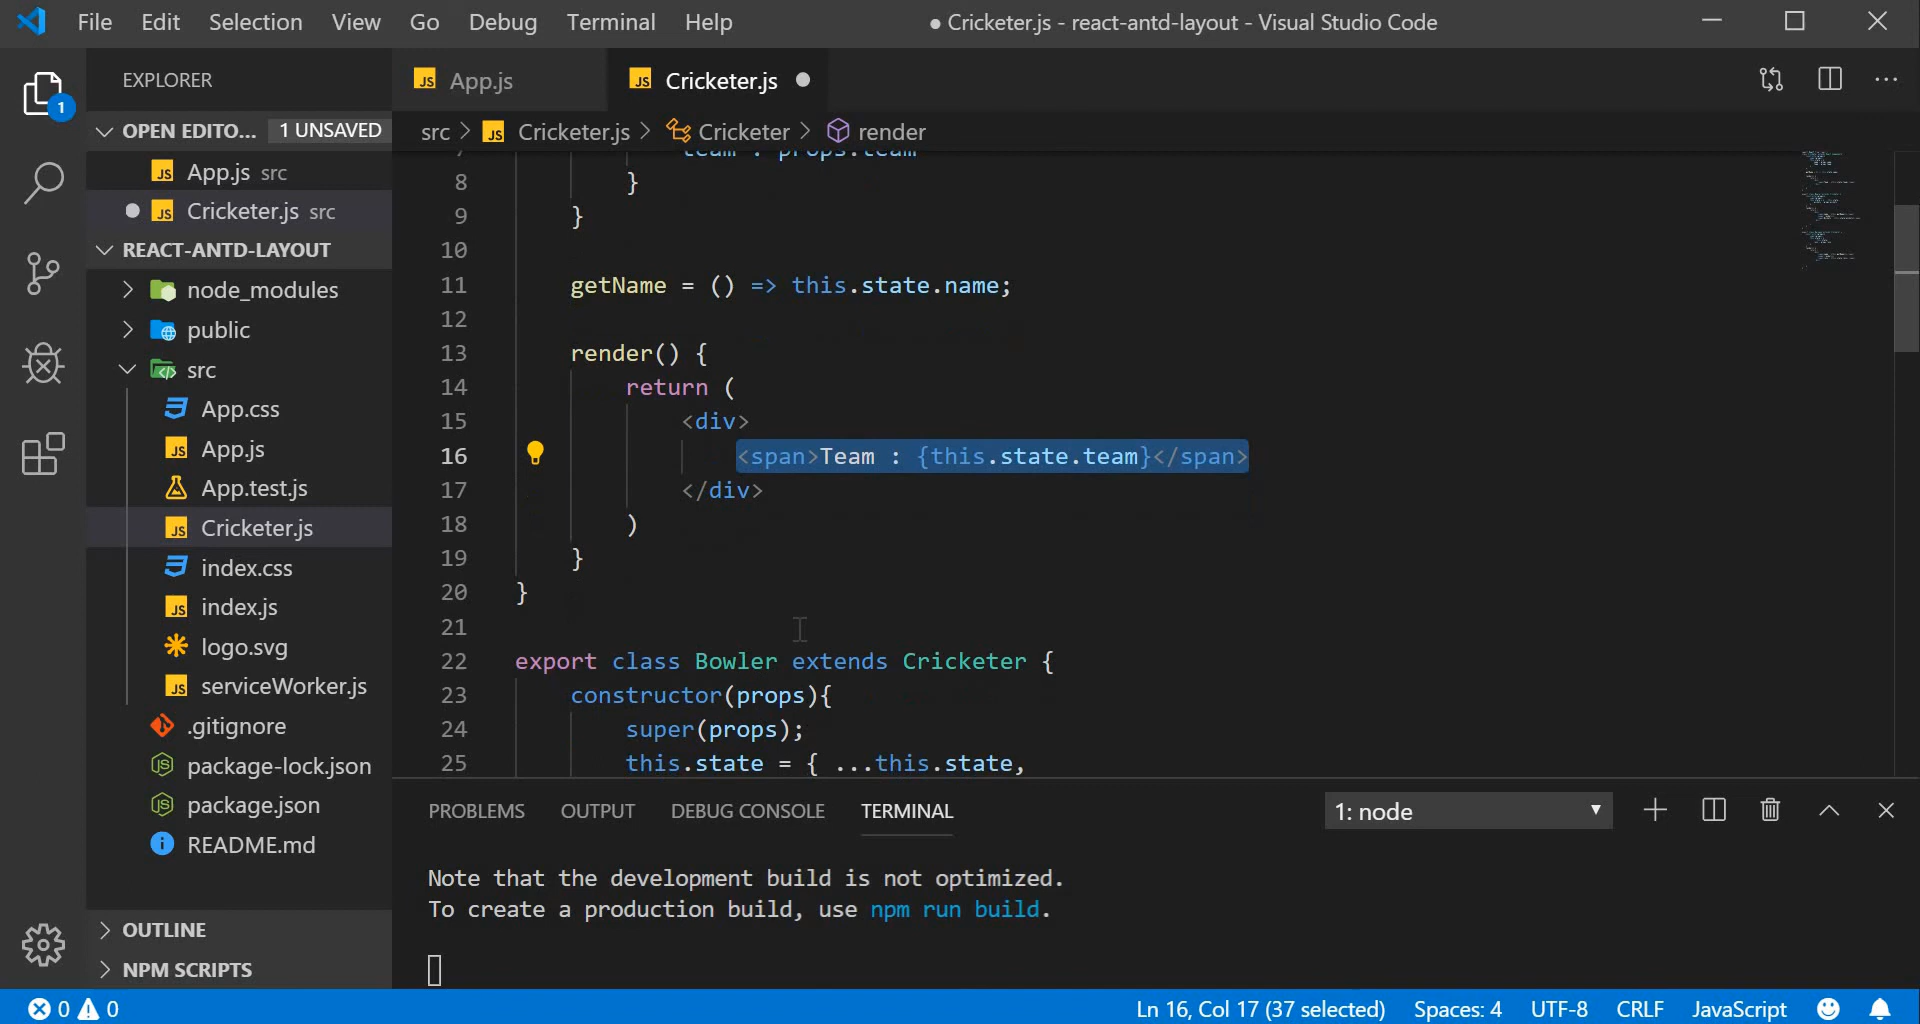 File Edit Selection View Go Debug Terminal Help
● Cricketer.js - react-antd-layout - Visual Studio Code
EXPLORER
1
OPEN EDITO... 1 UNSAVED
App.js src
Cricketer.js src
REACT-ANTD-LAYOUT
node_modules
public
src
App.css
App.js
App.test.js
Cricketer.js
index.css
index.js
logo.svg
serviceWorker.js
.gitignore
package-lock.json
package.json
README.md
OUTLINE
NPM SCRIPTS
JS App.js
JS Cricketer.js
src > JS Cricketer.js > Cricketer > render
7 team : props.team
8 }
9 }
10
11 getName = () => this.state.name;
12
13 render() {
14 return (
15 <div>
16 <span>Team : {this.state.team}</span>
17 </div>
18 )
19 }
20 }
21
22 export class Bowler extends Cricketer {
23 constructor(props){
24 super(props);
25 this.state = { ...this.state,
PROBLEMS OUTPUT DEBUG CONSOLE TERMINAL 1: node
Note that the development build is not optimized.
To create a production build, use npm run build.
0 0 Ln 16, Col 17 (37 selected) Spaces: 4 UTF-8 CRLF JavaScript